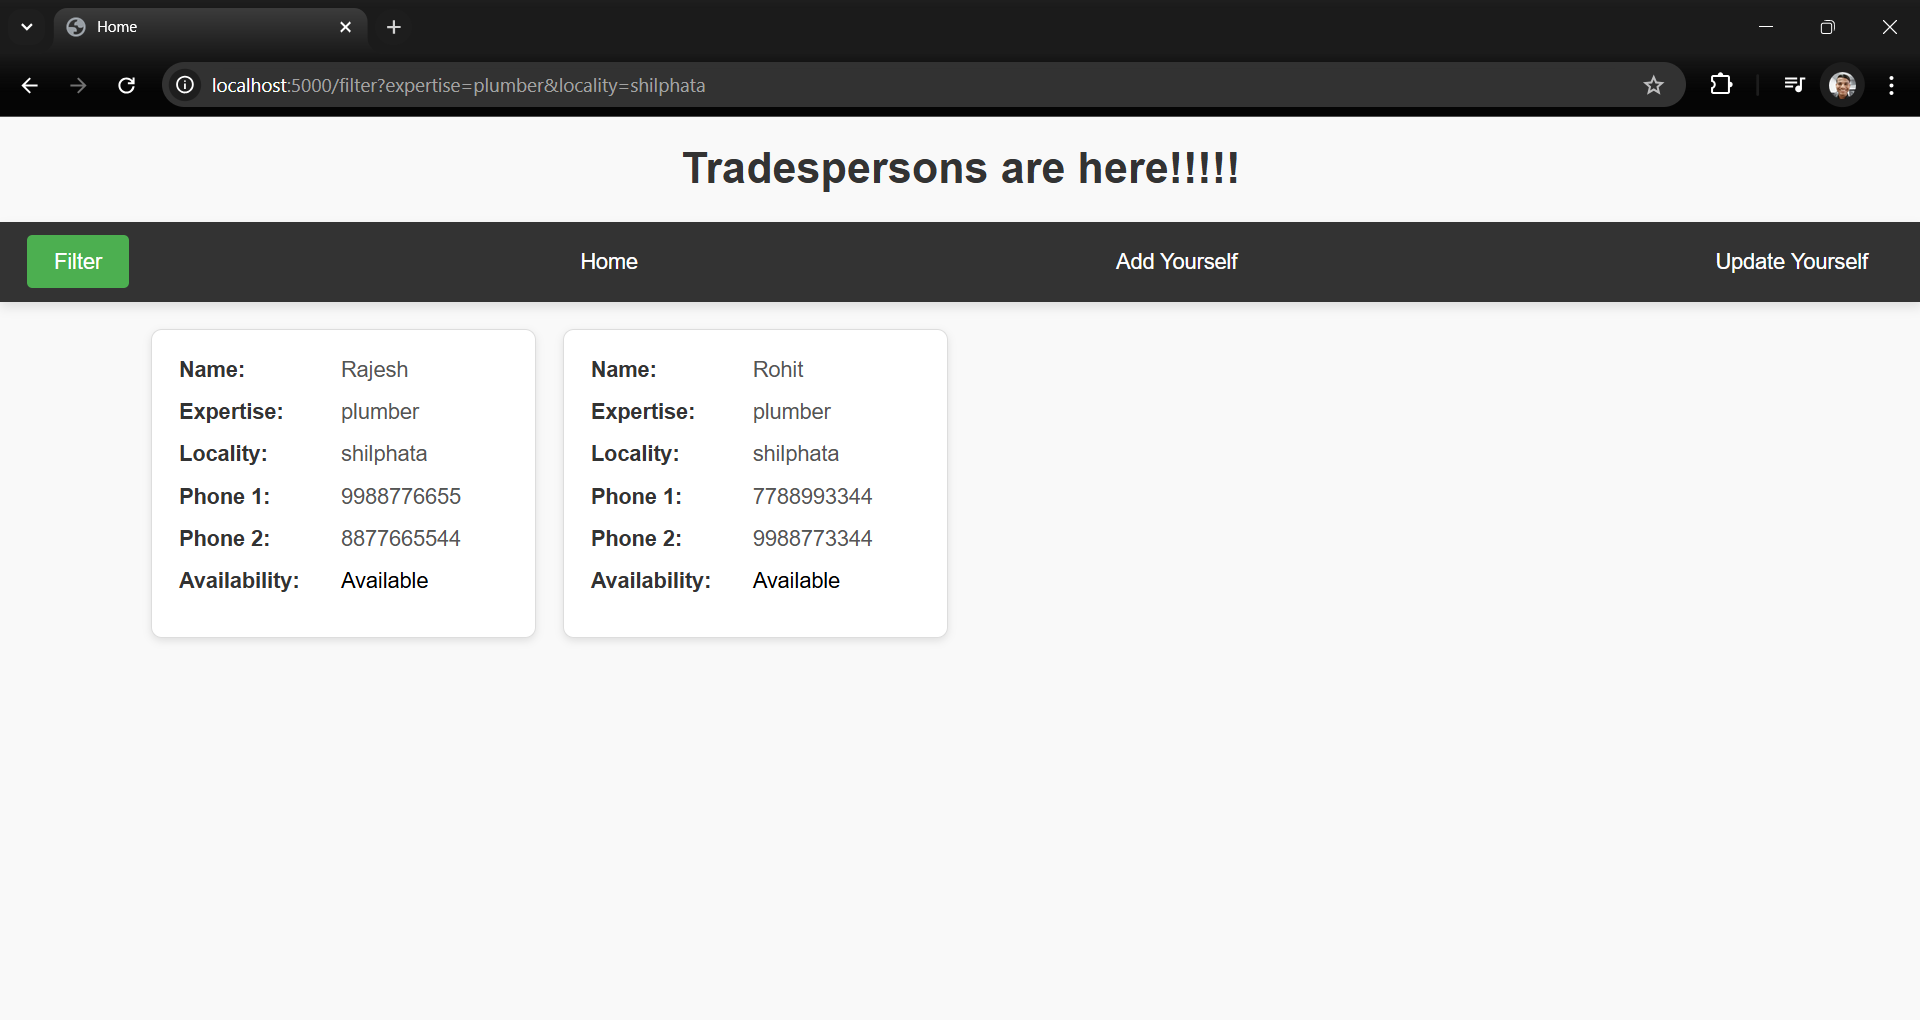 Home
localhost:5000/filter?expertise=plumber&locality=shilphata
Tradespersons are here!!!!!
Filter Home Add Yourself Update Yourself
Name: Rajesh
Expertise: plumber
Locality: shilphata
Phone 1: 9988776655
Phone 2: 8877665544
Availability: Available
Name: Rohit
Expertise: plumber
Locality: shilphata
Phone 1: 7788993344
Phone 2: 9988773344
Availability: Available